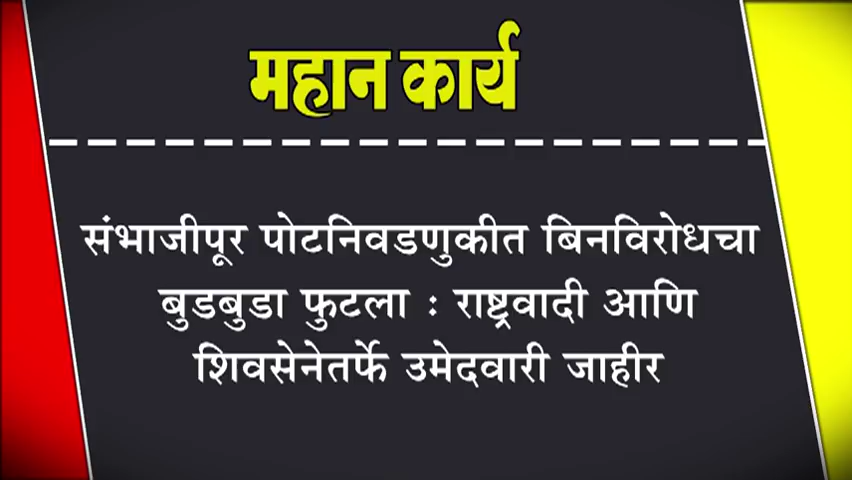 महान कार्य
संभाजीपूर पोटनिवडणुकीत बिनविरोधचा
बुडबुडा फुटला : राष्ट्रवादी आणि
शिवसेनेतर्फे उमेदवारी जाहीर